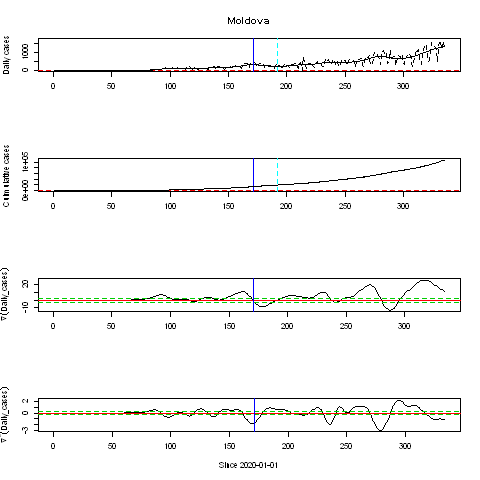 Moldova
Daily cases
0 1000
0 50 100 150 200 250 300
Culmulative cases
0e+00 1e+05
0 50 100 150 200 250 300
∇(Daily_cases)
-10 20
0 50 100 150 200 250 300
∇'(Daily_cases)
-3 0 2
0 50 100 150 200 250 300
Since 2020-01-01